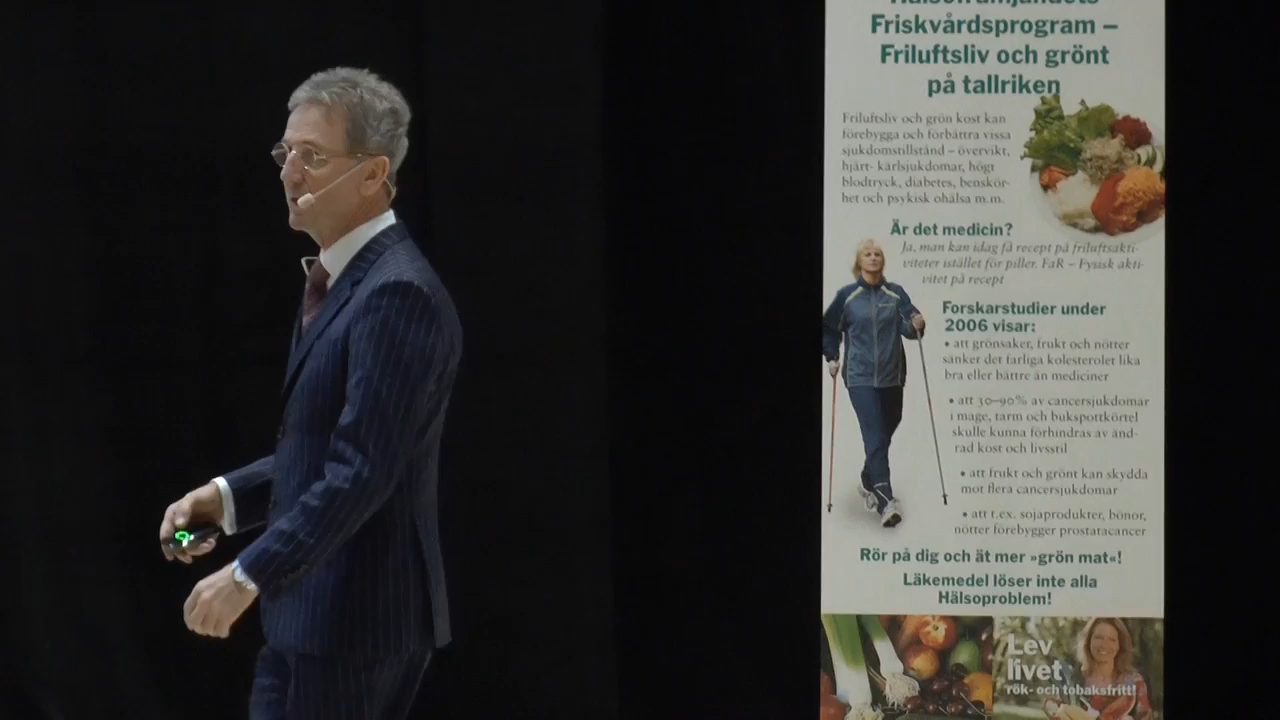 Hälsofrämjandets
Friskvårdsprogram –
Friluftsliv och grönt
på tallriken
Friluftsliv och grön kost kan
förebygga och förbättra vissa
sjukdomstillstånd – övervikt,
hjärt- kärlsjukdomar, högt
blodtryck, diabetes, benskör-
het och psykisk ohälsa m.m.
Är det medicin?
Ja, man kan idag få recept på friluftsakti-
viteter istället för piller. FaR – Fysisk akti-
vitet på recept
Forskarstudier under
2006 visar:
• att grönsaker, frukt och nötter
sänker det farliga kolesterolet lika
bra eller bättre än mediciner
• att 30–90% av cancersjukdomar
i mage, tarm och bukspottkörtel
skulle kunna förhindras av änd-
rad kost och livsstil
• att frukt och grönt kan skydda
mot flera cancersjukdomar
• att t.ex. sojaprodukter, bönor,
nötter förebygger prostatacancer
Rör på dig och ät mer »grön mat«!
Läkemedel löser inte alla
Hälsoproblem!
Lev
livet
rök- och tobaksfritt!